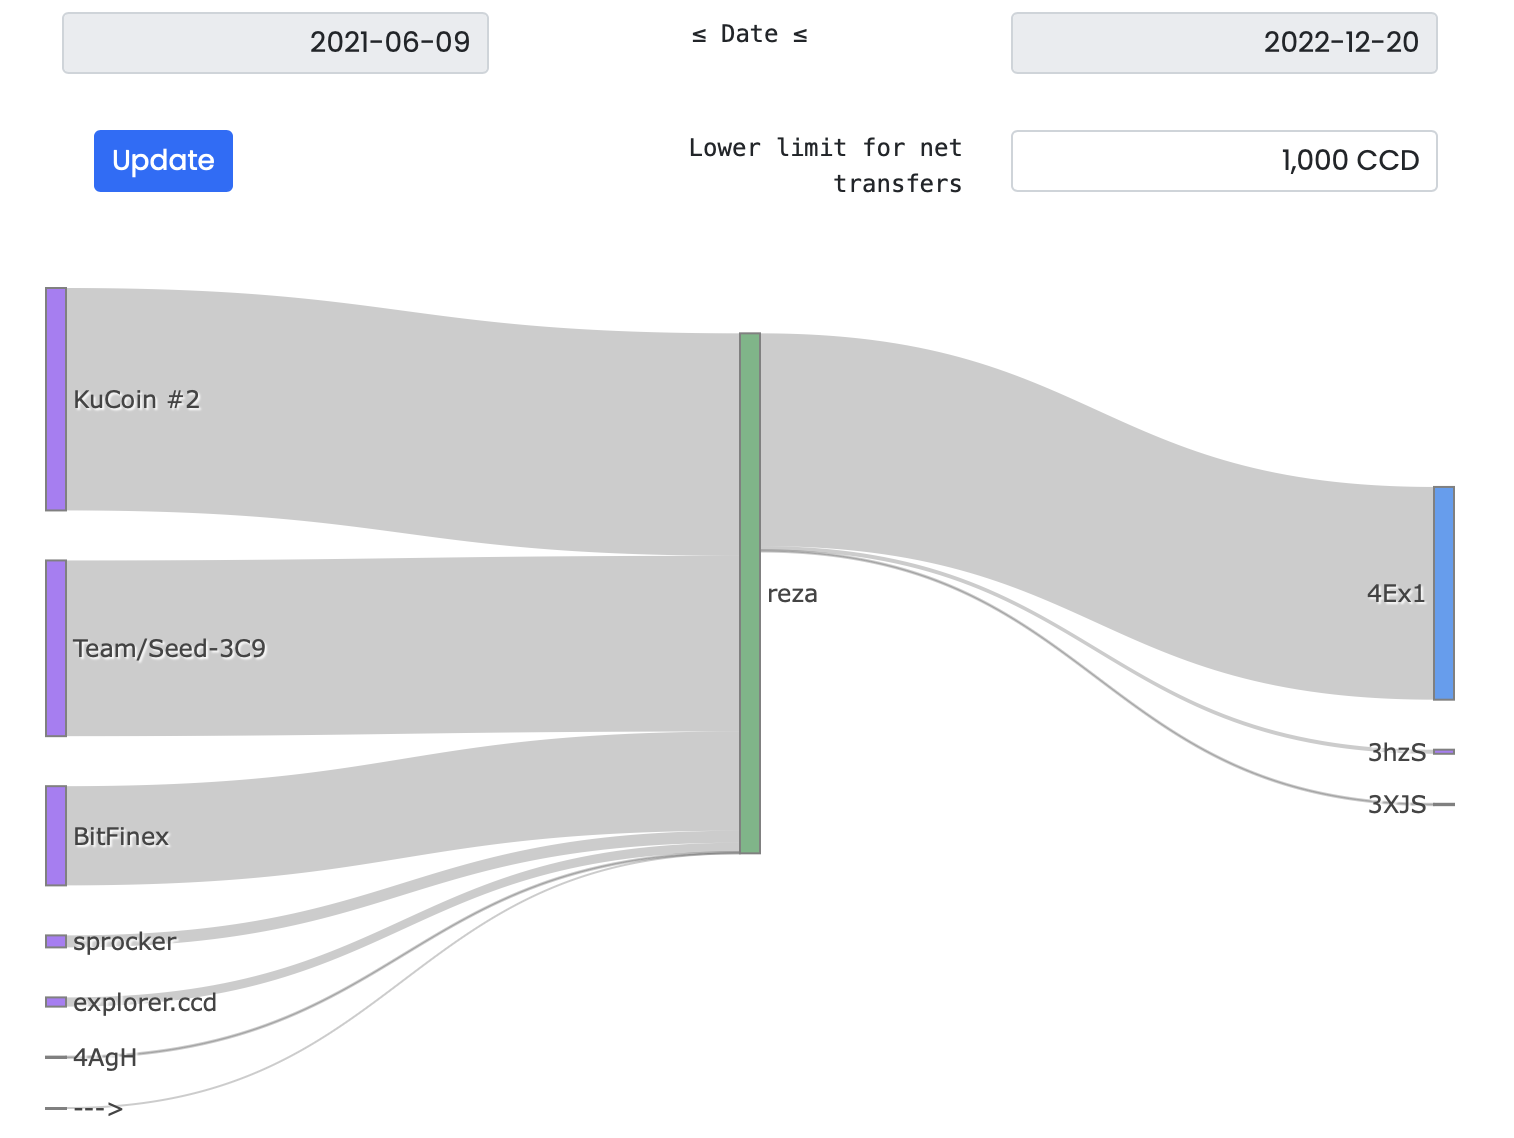 2021-06-09
≤ Date ≤
2022-12-20
Update
Lower limit for net
transfers
1,000 CCD
KuCoin #2
Team/Seed-3C9
BitFinex
sprocker
explorer.ccd
4AgH
--->
reza
4Ex1
3hzS
3XJS